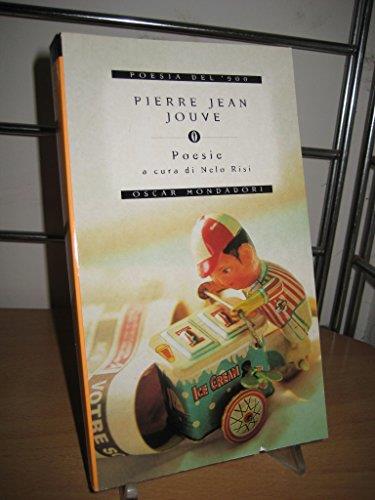 POESIA DEL '900
PIERRE JEAN
JOUVE
Poesie
a cura di Nelo Risi
OSCAR MONDADORI
ICE CREAM
VOTRE